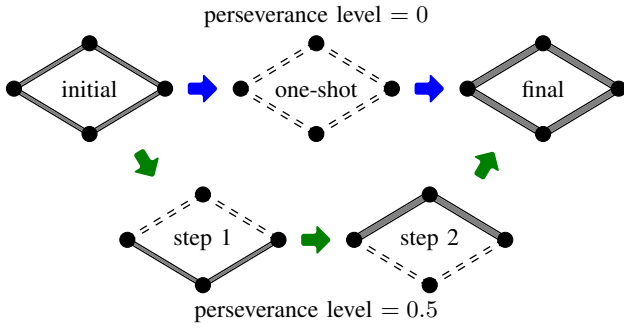 perseverance level = 0
initial
one-shot
final
step 1
step 2
perseverance level = 0.5